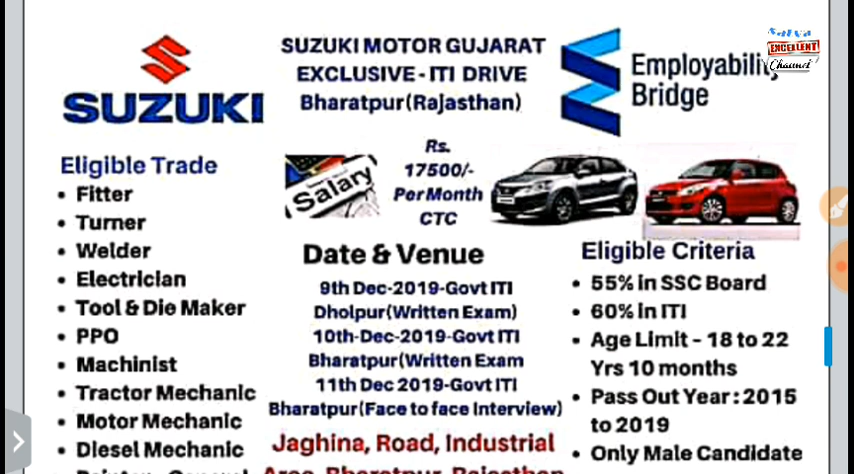 SUZUKI
SUZUKI MOTOR GUJARAT
EXCLUSIVE - ITI DRIVE
Bharatpur(Rajasthan)
Employability
Bridge
EXCELLENT
Channel
Eligible Trade
• Fitter
• Turner
• Welder
• Electrician
• Tool & Die Maker
• PPO
• Machinist
• Tractor Mechanic
• Motor Mechanic
• Diesel Mechanic
Salary
Rs.
17500/-
Per Month
CTC
Date & Venue
9th Dec-2019-Govt ITI
Dholpur(Written Exam)
10th-Dec-2019-Govt ITI
Bharatpur(Written Exam
11th Dec 2019-Govt ITI
Bharatpur(Face to face Interview)
Jaghina, Road, Industrial
Area, Bharatpur, Rajasthan
Eligible Criteria
• 55% in SSC Board
• 60% in ITI
• Age Limit - 18 to 22
Yrs 10 months
• Pass Out Year : 2015
to 2019
• Only Male Candidate